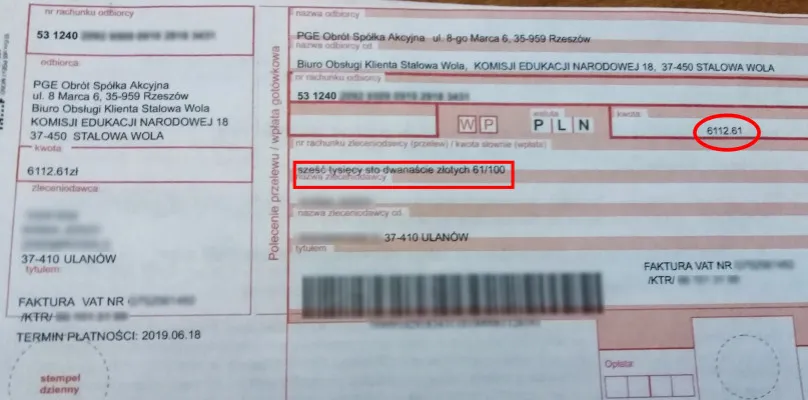 nr rachunku odbiorcy
53 1240
odbiorca
PGE Obrót Spółka Akcyjna
ul. 8 Marca 6, 35-959 Rzeszów
Biuro Obsługi Klienta Stalowa Wola
KOMISJI EDUKACJI NARODOWEJ 18
37-450 STALOWA WOLA
kwota
6112.61zł
zleceniodawca
37-410 ULANÓW
tytułem:
FAKTURA VAT NR
/KTR/
TERMIN PŁATNOŚCI: 2019.06.18
stempel
dzienny
Polecenie przelewu / wpłata gotówkowa
nazwa odbiorcy
PGE Obrót Spółka Akcyjna ul. 8-go Marca 6, 35-959 Rzeszów
nazwa odbiorcy cd.
Biuro Obsługi Klienta Stalowa Wola, KOMISJI EDUKACJI NARODOWEJ 18, 37-450 STALOWA WOLA
nr rachunku odbiorcy
53 1240
W P
waluta
P L N
kwota
6112.61
nr rachunku zleceniodawcy (przelew) / kwota słownie (wpłata)
sześć tysięcy sto dwanaście złotych 61/100
nazwa zleceniodawcy
nazwa zleceniodawcy cd.
37-410 ULANÓW
tytułem:
FAKTURA VAT NR
/KTR/
Opłata: